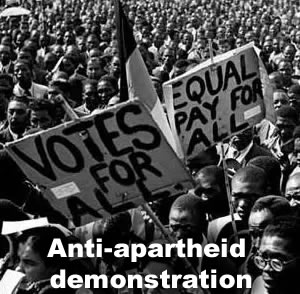 VOTES
FOR
ALL
EQUAL
PAY FOR
ALL
Anti-apartheid
demonstration